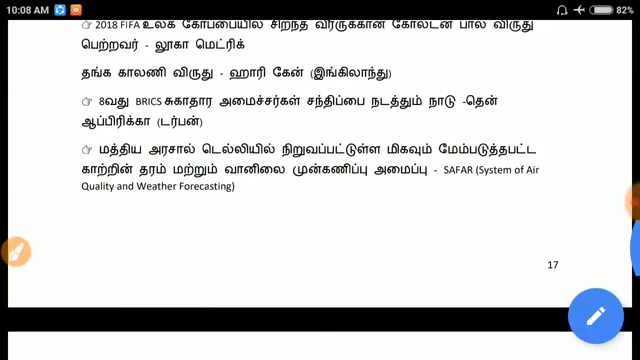 10:08 AM
82%
2018 FIFA உலக கோப்பையில் சிறந்த வீரருக்கான கோல்டன் பால் விருது
பெற்றவர் - லூகா மெட்ரிக்
தங்க காலணி விருது - ஹாரி கேன் (இங்கிலாந்து)
☞ 8வது BRICS சுகாதார அமைச்சர்கள் சந்திப்பை நடத்தும் நாடு -தென்
ஆப்பிரிக்கா (டர்பன்)
☞ மத்திய அரசால் டெல்லியில் நிறுவப்பட்டுள்ள மிகவும் மேம்படுத்தபட்ட
காற்றின் தரம் மற்றும் வானிலை முன்கணிப்பு அமைப்பு - SAFAR (System of Air
Quality and Weather Forecasting)
17